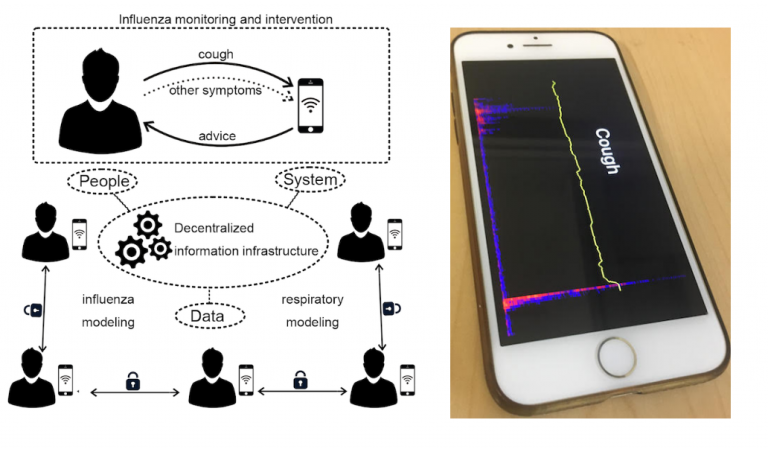 Influenza monitoring and intervention
cough
other symptoms
advice
People
System
Decentralized
information infrastructure
influenza
modeling
respiratory
modeling
Data
Cough